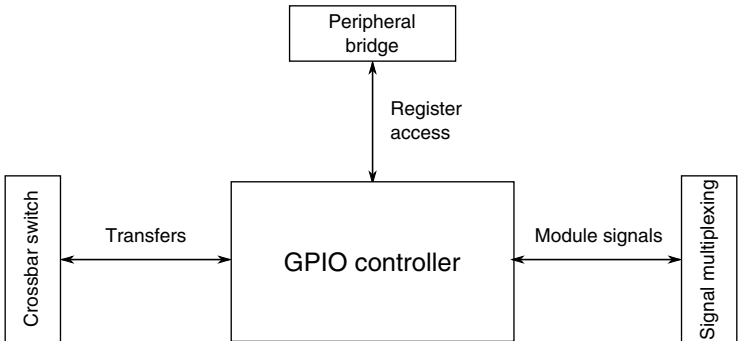 Peripheral
bridge
Register
access
Crossbar switch
Transfers
GPIO controller
Module signals
Signal multiplexing